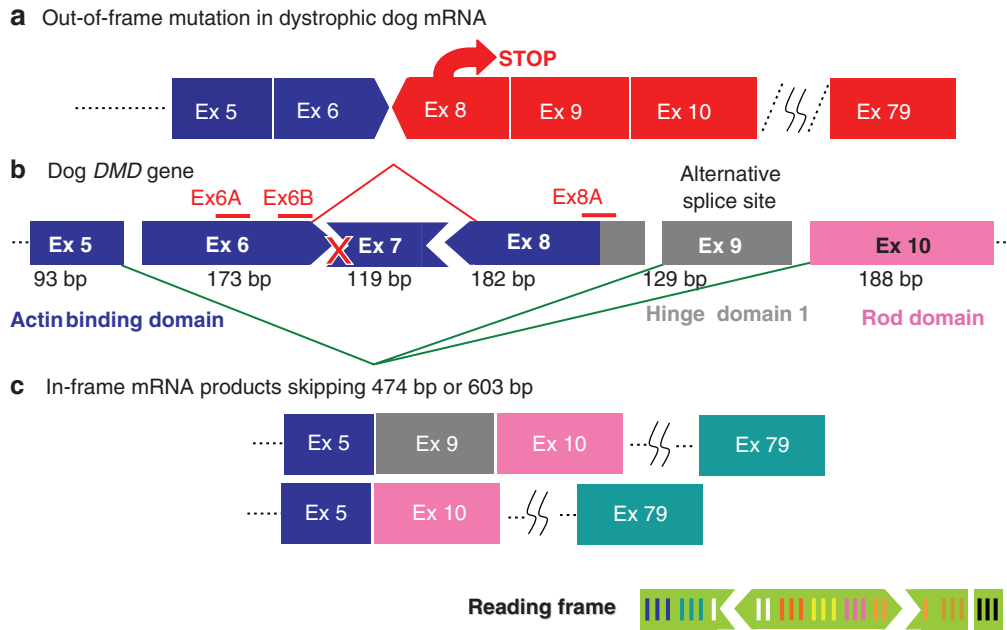 a Out-of-frame mutation in dystrophic dog mRNA
STOP
Ex 5 Ex 6 Ex 8 Ex 9 Ex 10 Ex 79
b Dog DMD gene
Alternative
splice site
Ex6A Ex6B Ex8A
Ex 5 Ex 6 X Ex 7 Ex 8 Ex 9 Ex 10
93 bp 173 bp 119 bp 182 bp 129 bp 188 bp
Actin binding domain Hinge domain 1 Rod domain
c In-frame mRNA products skipping 474 bp or 603 bp
Ex 5 Ex 9 Ex 10 Ex 79
Ex 5 Ex 10 Ex 79
Reading frame